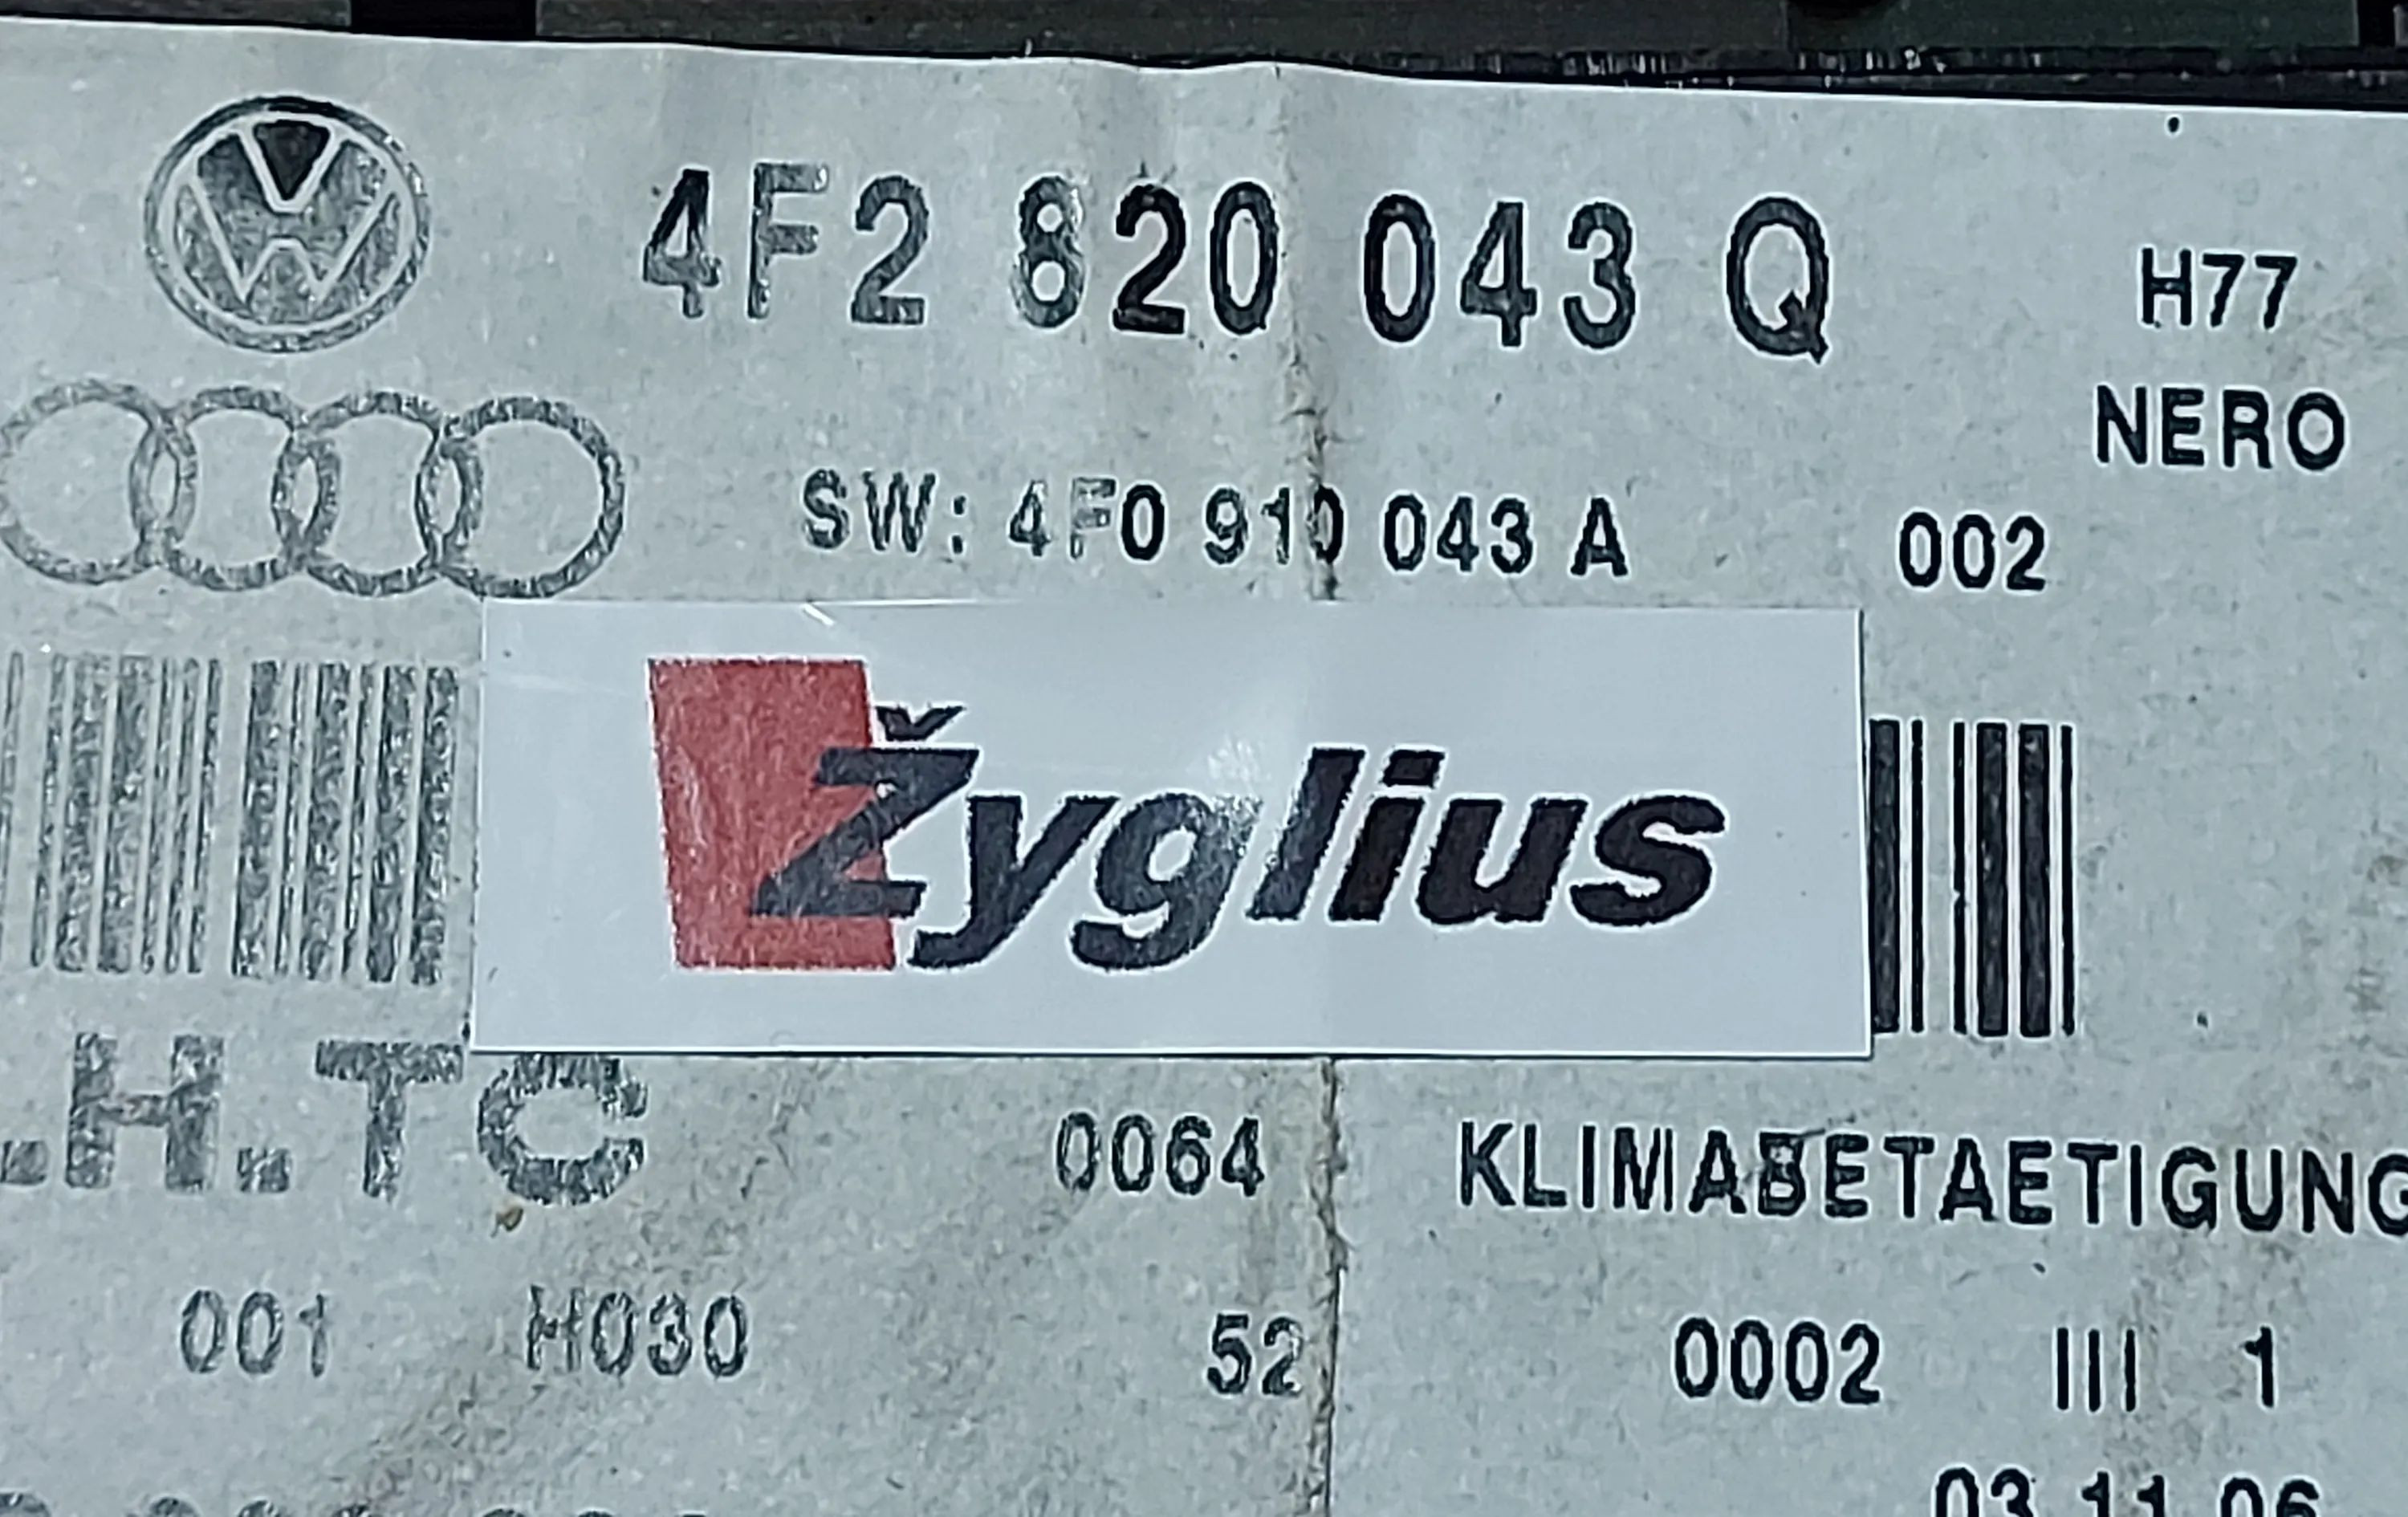 4F2 820 043 Q
H77
NERO
SW: 4F0 910 043 A 002
Žyglius
.H.TC
0064 KLIMABETAETIGUNG
001 H030 52 0002 III 1
03.11.06